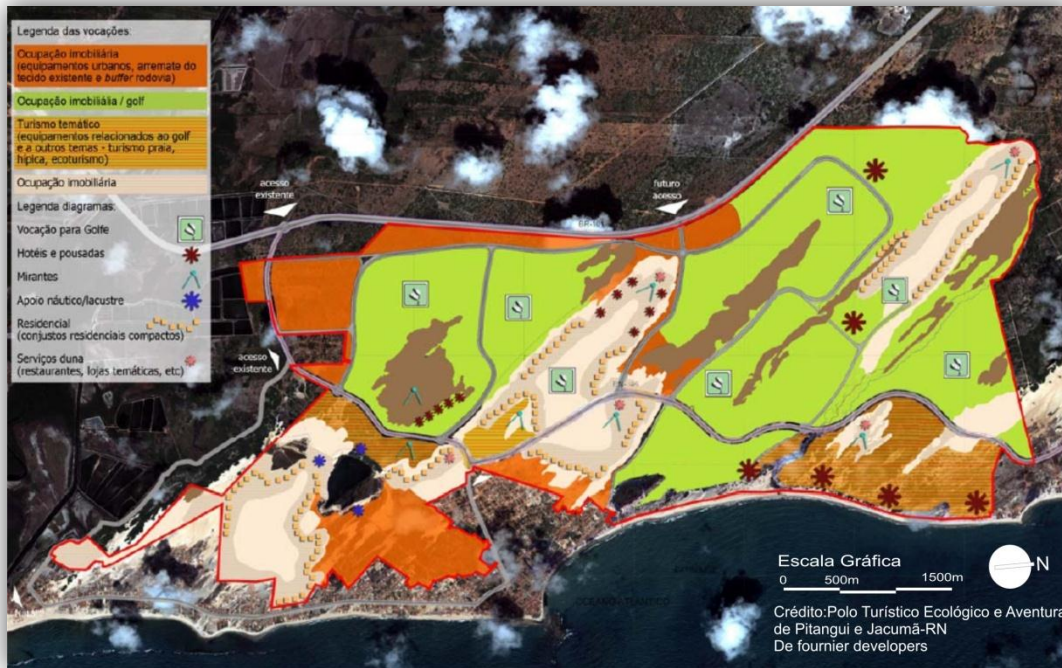 Legenda das vocações:
Ocupação imobiliária
(equipamentos urbanos, arremate do
tecido existente e buffer rodovia)
Ocupação imobiliália / golf
Turismo temático
(equipamentos relacionados ao golf
e a outros temas - turismo praia,
hípica, ecoturismo)
Ocupação imobiliária
Legenda diagramas:
Vocação para Golfe
Hotéis e pousadas
Mirantes
Apoio náutico/lacustre
Residencial
(conjustos residenciais compactos)
Serviços duna
(restaurantes, lojas temáticas, etc)
acesso
existente
futuro
acesso
acesso
existente
OCEANO ATLÂNTICO
Escala Gráfica
0 500m 1500m
N
Crédito:Polo Turístico Ecológico e Aventura
de Pitangui e Jacumã-RN
De fournier developers